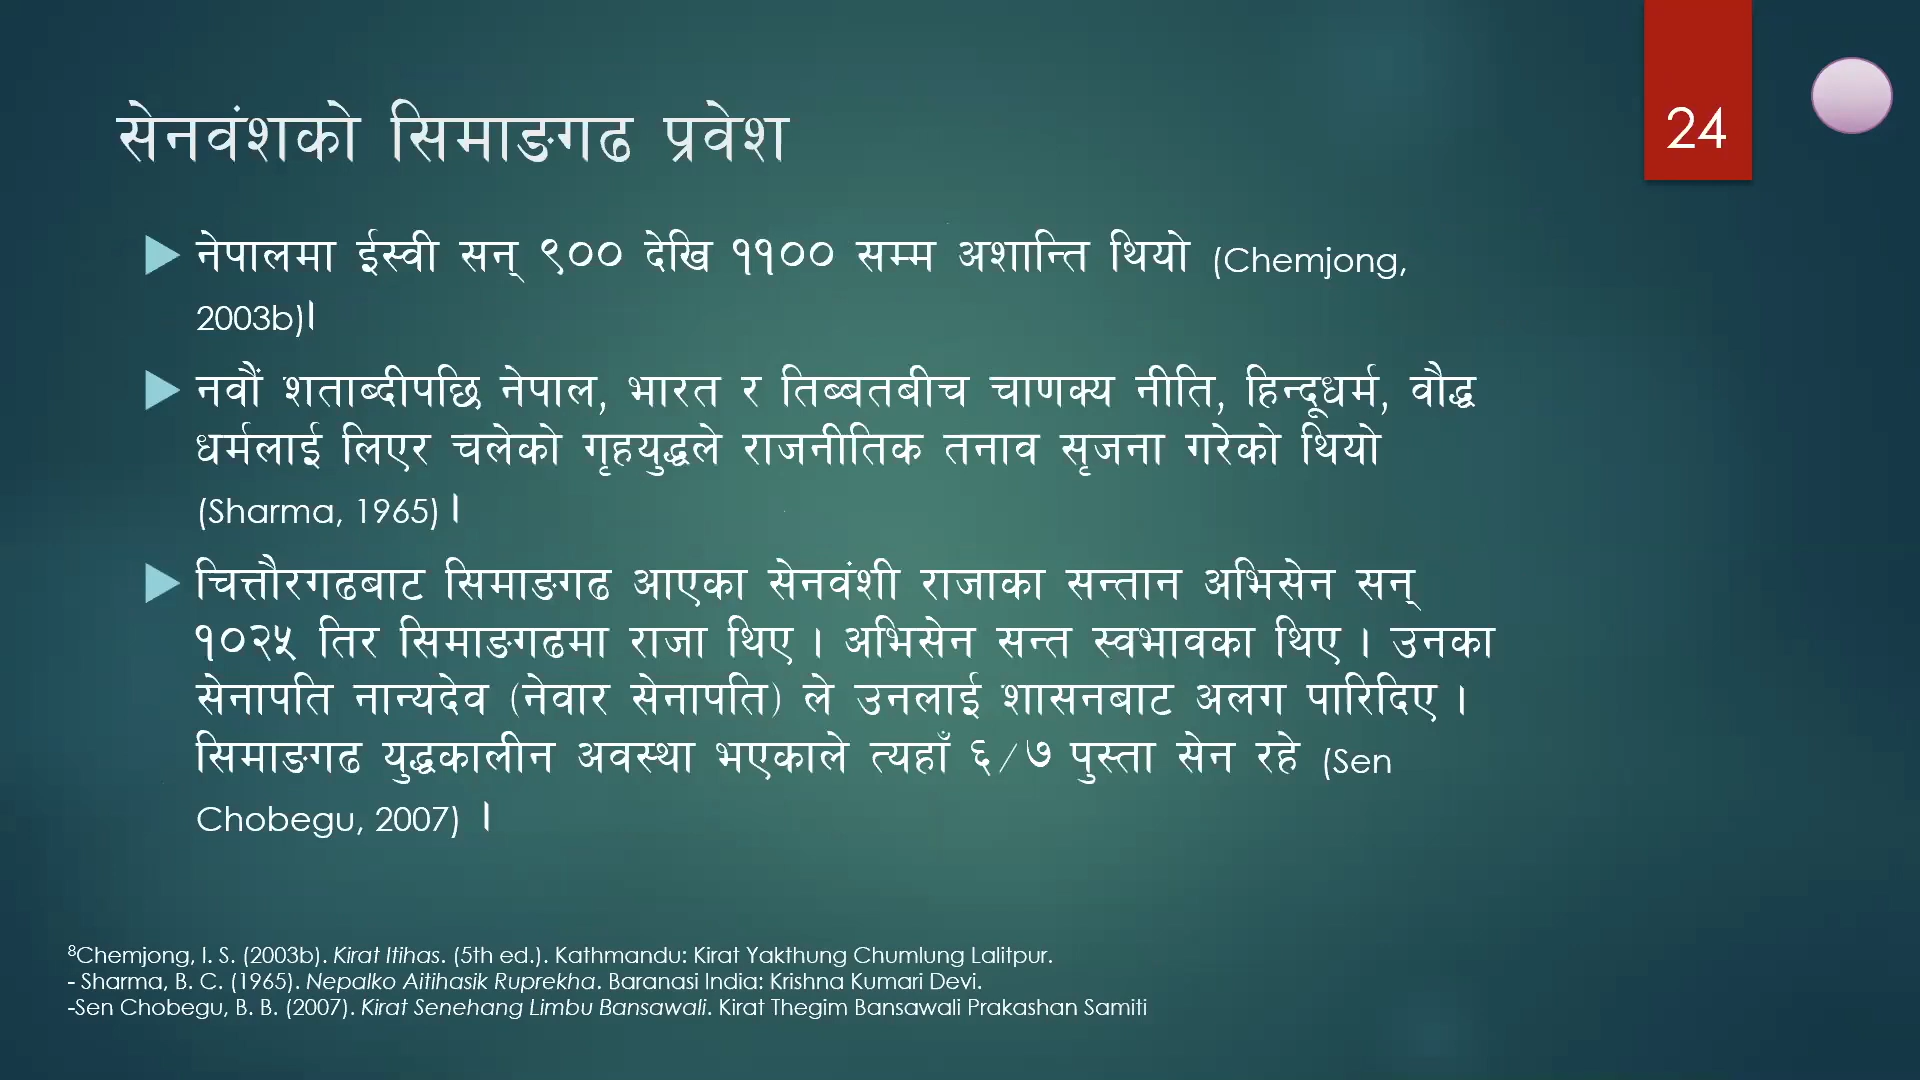 सेनवंशको सिमाङगढ प्रवेश
24
नेपालमा ईस्वी सन् ९०० देखि ११०० सम्म अशान्ति थियो (Chemjong,
2003b)।
नवौं शताब्दीपछि नेपाल, भारत र तिब्बतबीच चाणक्य नीति, हिन्दूधर्म, वौद्ध
धर्मलाई लिएर चलेको गृहयुद्धले राजनीतिक तनाव सृजना गरेको थियो
(Sharma, 1965)।
चित्तौरगढबाट सिमाङगढ आएका सेनवंशी राजाका सन्तान अभिसेन सन्
१०२५ तिर सिमाङगढमा राजा थिए । अभिसेन सन्त स्वभावका थिए । उनका
सेनापति नान्यदेव (नेवार सेनापति) ले उनलाई शासनबाट अलग पारिदिए ।
सिमाङगढ युद्धकालीन अवस्था भएकाले त्यहाँ ६/७ पुस्ता सेन रहे (Sen
Chobegu, 2007) ।
⁸Chemjong, I. S. (2003b). Kirat Itihas. (5th ed.). Kathmandu: Kirat Yakthung Chumlung Lalitpur.
- Sharma, B. C. (1965). Nepalko Aitihasik Ruprekha. Baranasi India: Krishna Kumari Devi.
-Sen Chobegu, B. B. (2007). Kirat Senehang Limbu Bansawali. Kirat Thegim Bansawali Prakashan Samiti